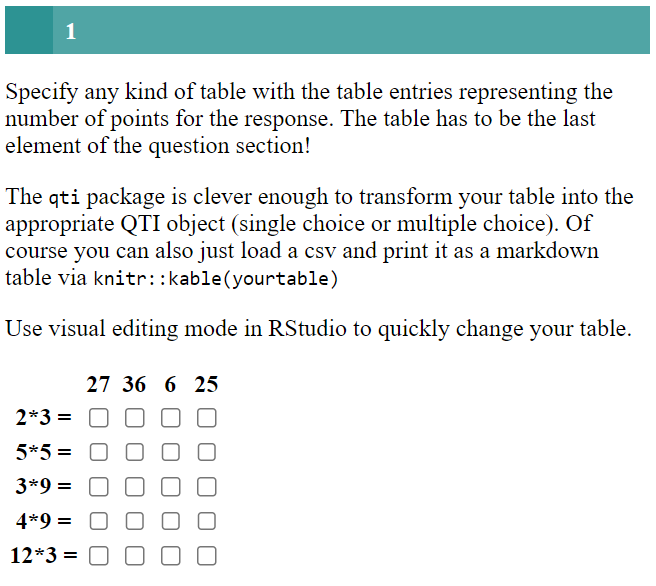 1
Specify any kind of table with the table entries representing the
number of points for the response. The table has to be the last
element of the question section!
The qti package is clever enough to transform your table into the
appropriate QTI object (single choice or multiple choice). Of
course you can also just load a csv and print it as a markdown
table via knitr::kable(yourtable)
Use visual editing mode in RStudio to quickly change your table.
27 36 6 25
2*3 =
5*5 =
3*9 =
4*9 =
12*3 =